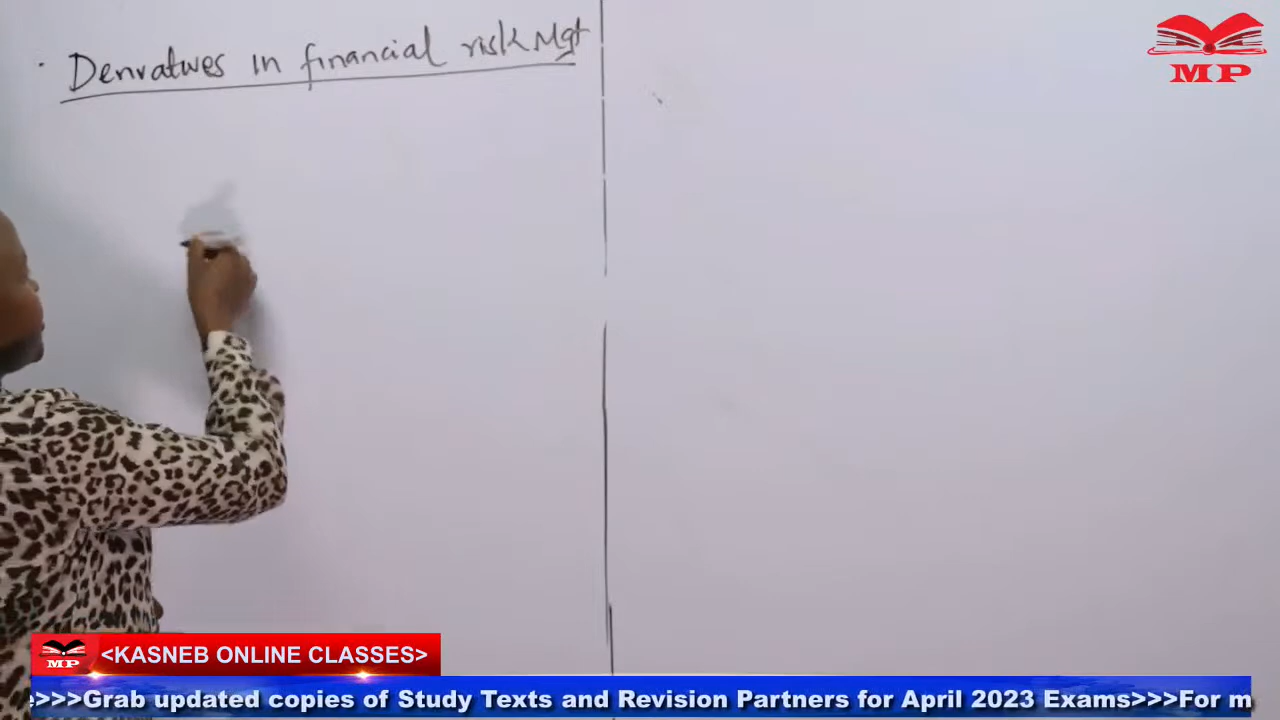 Derivatives in financial risk Mgt
MP
MP
<KASNEB ONLINE CLASSES>
e>>>Grab updated copies of Study Texts and Revision Partners for April 2023 Exams>>>For m